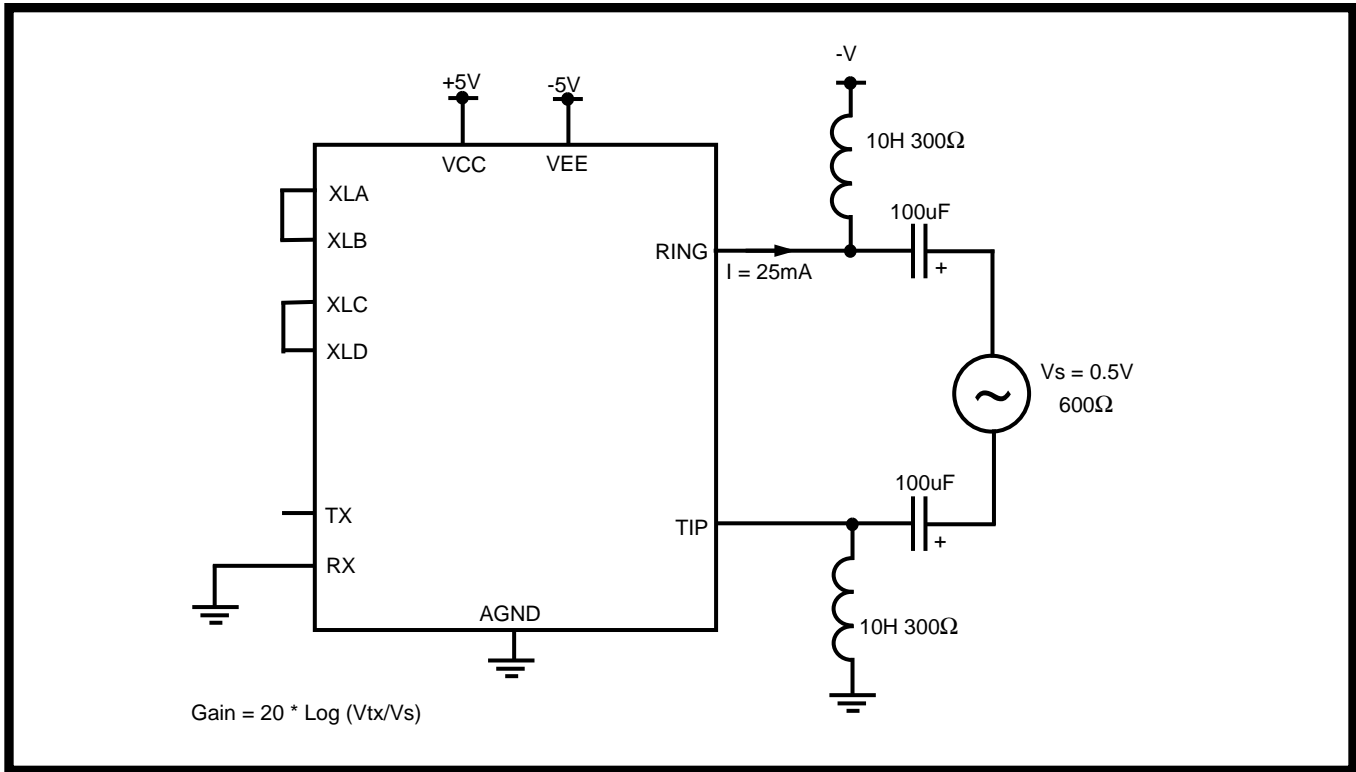 -V
+5V
-5V
10H 300Ω
VCC
VEE
XLA
100uF
XLB
RING
+
I = 25mA
XLC
XLD
Vs = 0.5V
~
600Ω
100uF
TX
TIP
+
RX
AGND
10H 300Ω
Gain = 20 * Log (Vtx/Vs)